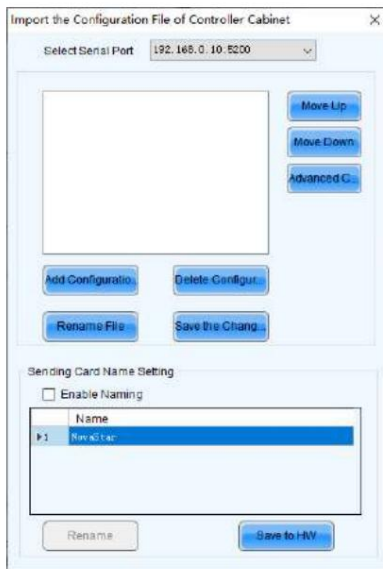 Import the Configuration File of Controller Cabinet
Select Serial Port 192.168.0.10:5200
Move Up
Move Down
Advanced C...
Add Configuratio...
Delete Configur...
Rename File
Save the Chang...
Sending Card Name Setting
Enable Naming
Name
1 NovaStar
Rename
Save to HW